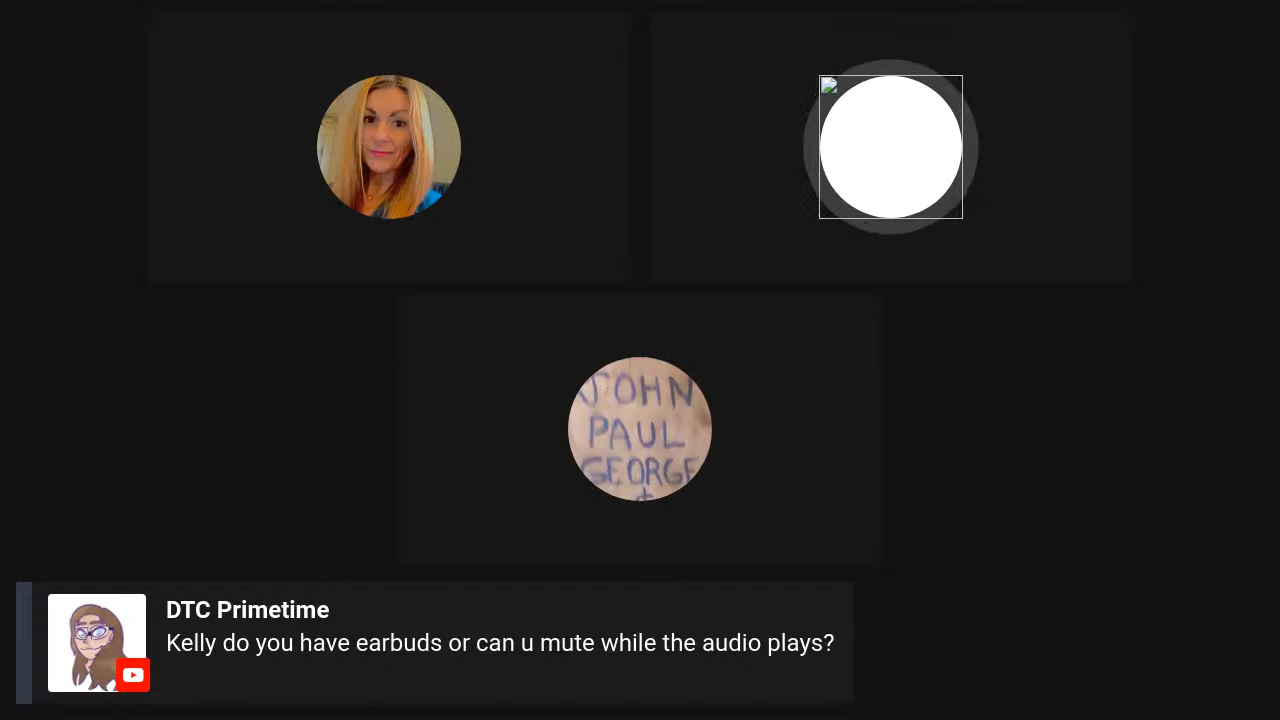 JOHN
PAUL
GEORGE
+
DTC Primetime
Kelly do you have earbuds or can u mute while the audio plays?